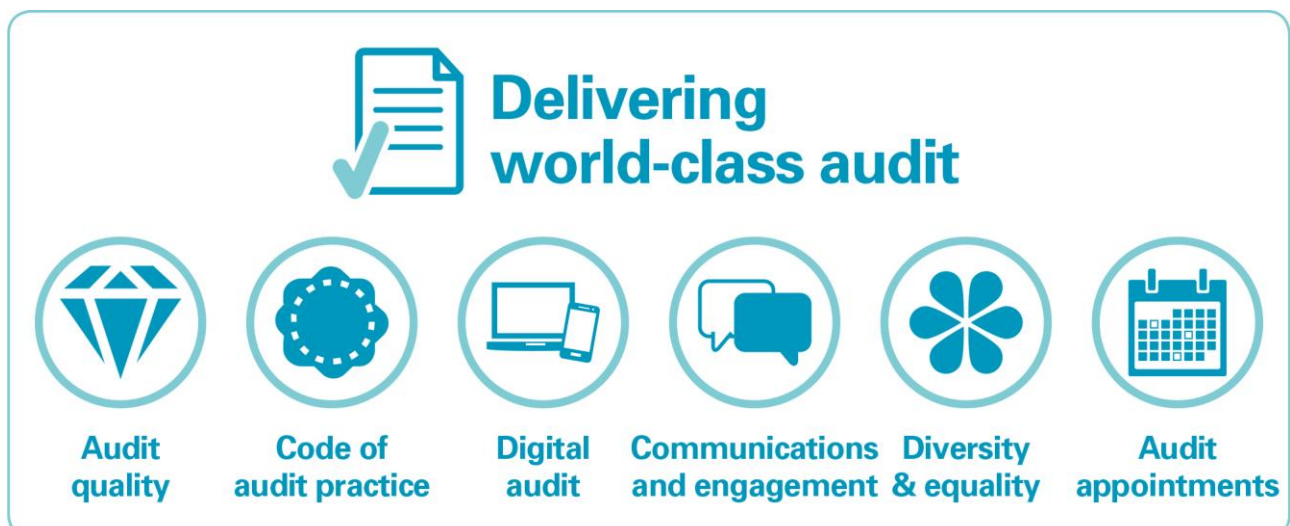 Delivering
world-class audit
Audit
quality
Code of
audit practice
Digital
audit
Communications
and engagement
Diversity
& equality
Audit
appointments